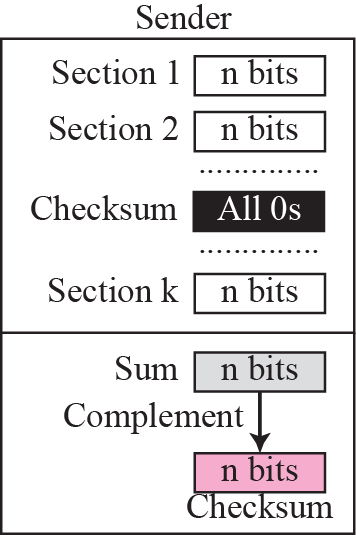 Sender
Section 1 n bits
Section 2 n bits
..............
Checksum All 0s
..............
Section k n bits
Sum n bits
Complement
n bits
Checksum